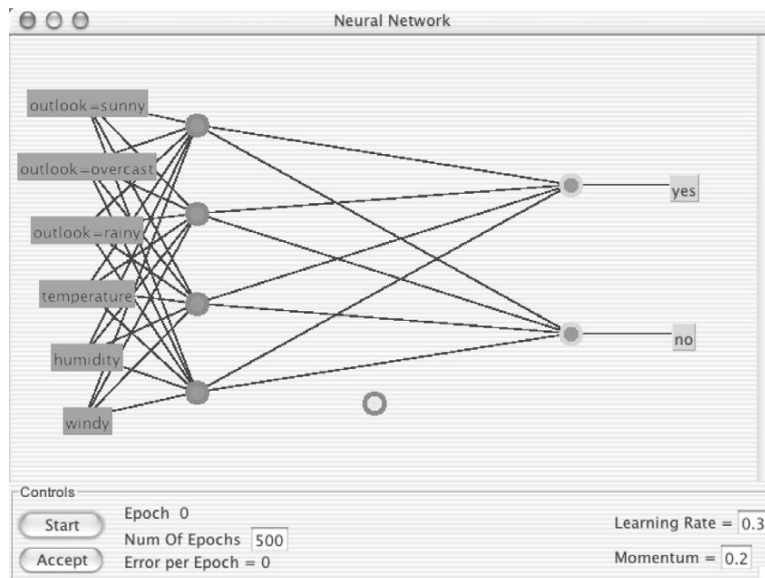 Neural Network
outlook=sunny
outlook=overcast
outlook=rainy
temperature
humidity
windy
yes
no
Controls
Start
Accept
Epoch 0
Num Of Epochs 500
Error per Epoch = 0
Learning Rate = 0.3
Momentum = 0.2